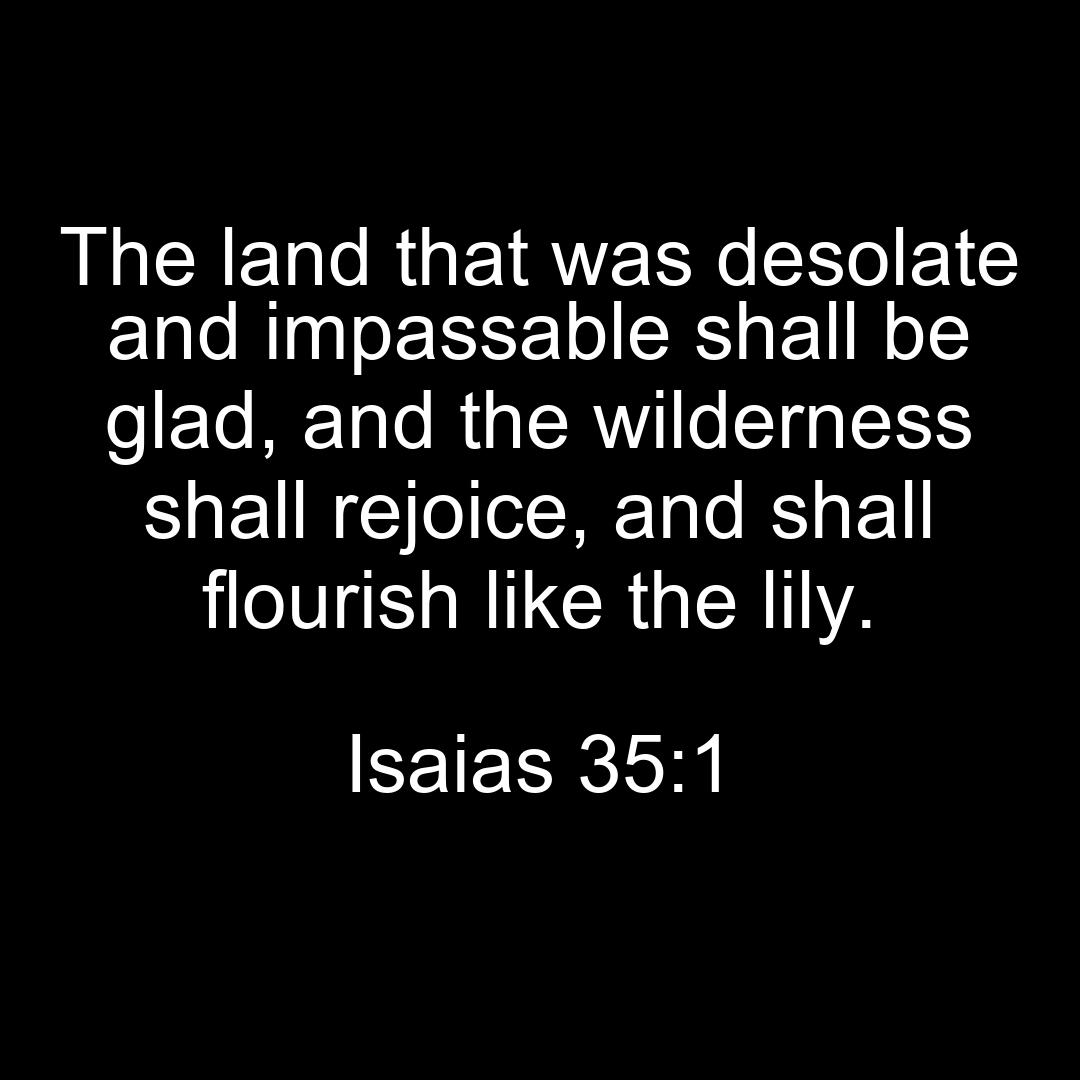 The land that was desolate
and impassable shall be
glad, and the wilderness
shall rejoice, and shall
flourish like the lily.
Isaias 35:1